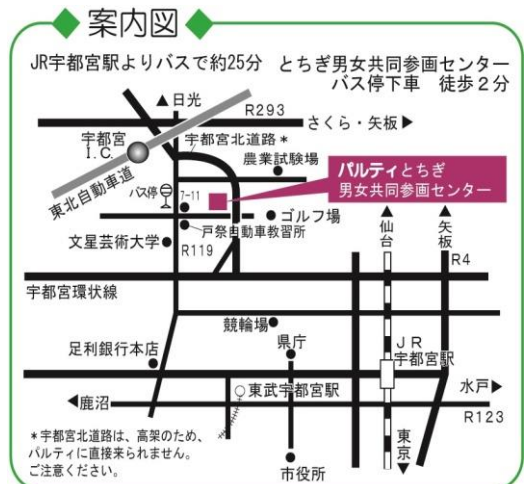 案内図
JR宇都宮駅よりバスで約25分 とちぎ男女共同参画センター
バス停下車 徒歩2分
▲日光
R293
さくら・矢板▶
宇都宮
I.C.
宇都宮北道路*
農業試験場
東北自動車道
バス停
7-11
パルティとちぎ
男女共同参画センター
ゴルフ場
戸祭自動車教習所
文星芸術大学
R119
▲仙台
▲矢板
R4
宇都宮環状線
競輪場
県庁
JR
宇都宮駅
足利銀行本店
東武宇都宮駅
水戸▶
◀鹿沼
R123
*宇都宮北道路は、高架のため、
パルティに直接来られません。
ご注意ください。
市役所
東京▼